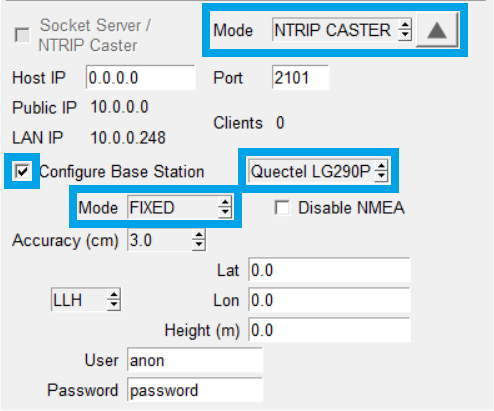 Socket Server /
NTRIP Caster
Mode NTRIP CASTER
Host IP 0.0.0.0 Port 2101
Public IP 10.0.0.0
Clients 0
LAN IP 10.0.0.248
Configure Base Station Quectel LG290P
Mode FIXED Disable NMEA
Accuracy (cm) 3.0
Lat 0.0
LLH Lon 0.0
Height (m) 0.0
User anon
Password password